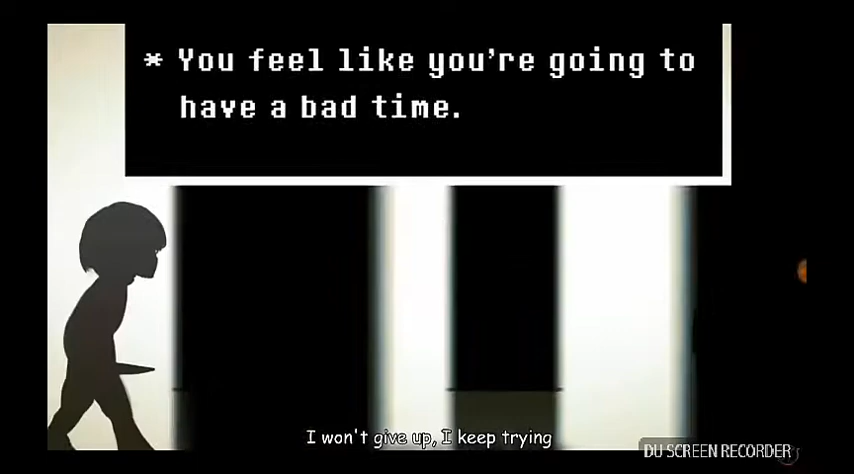 * You feel like you're going to
have a bad time.
I won't give up, I keep trying
DU SCREEN RECORDER